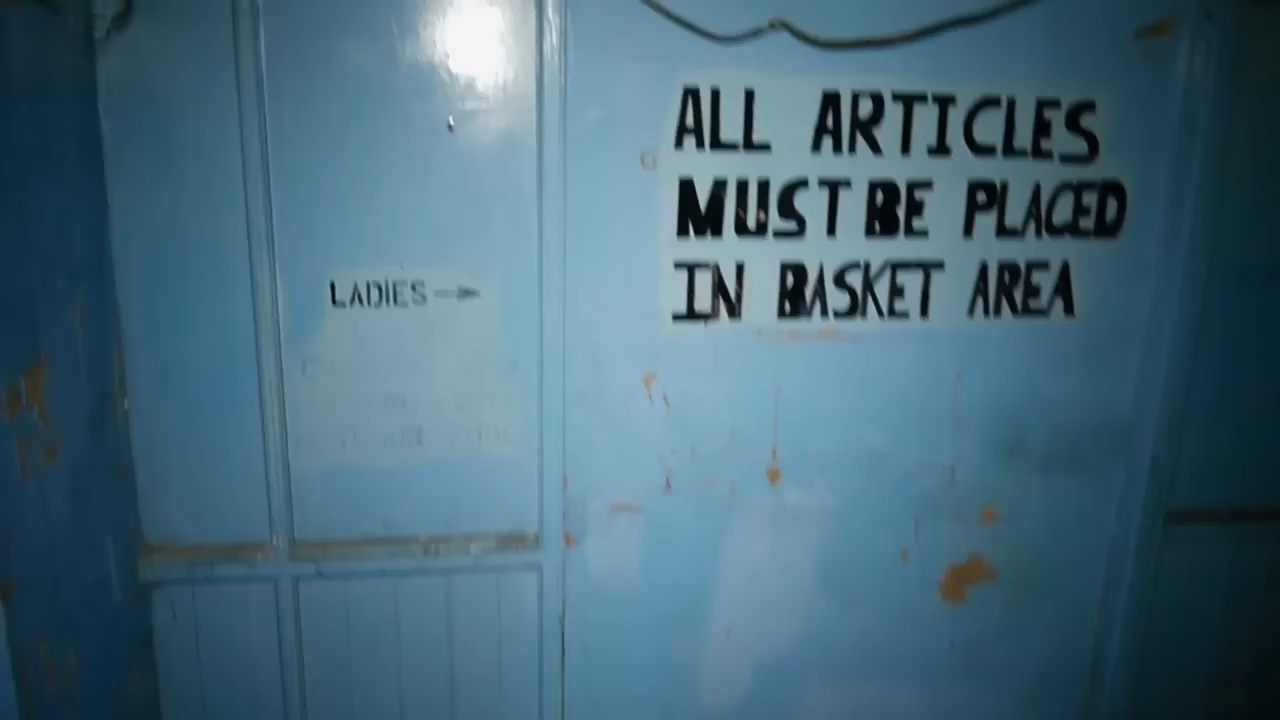 LADIES →
ALL ARTICLES
MUST BE PLACED
IN BASKET AREA